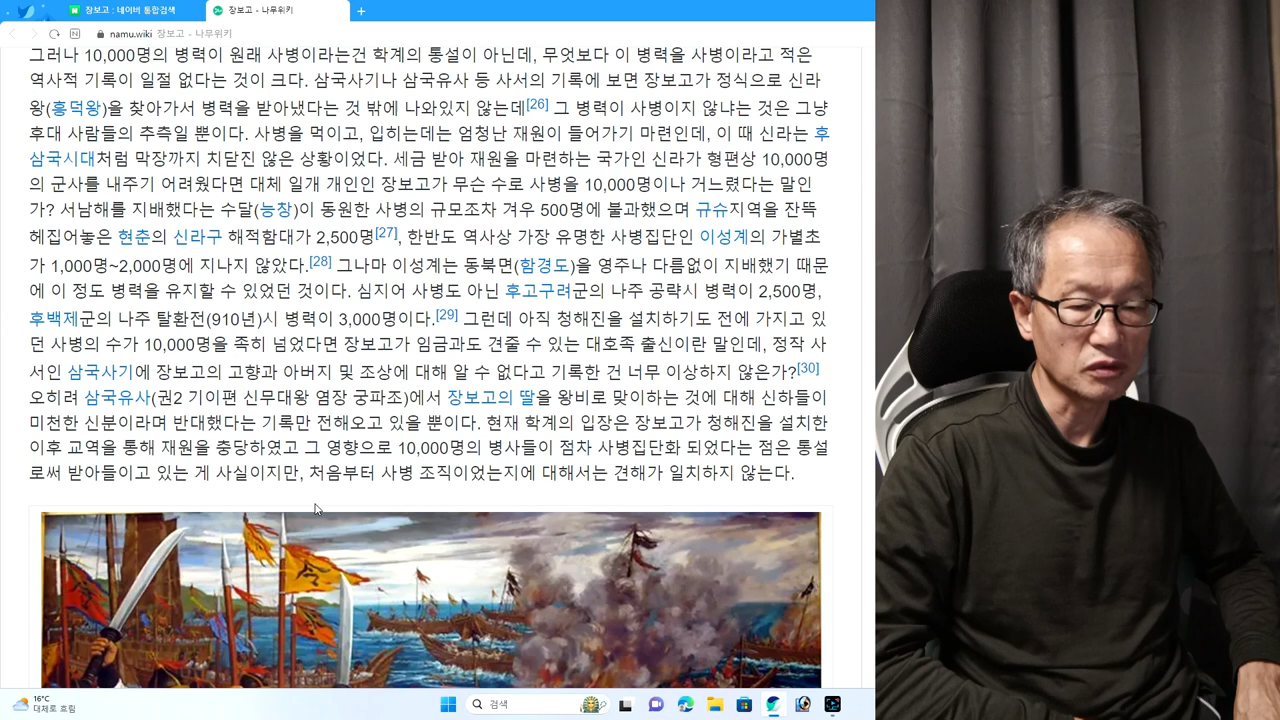 장보고 : 네이버 통합검색
장보고 - 나무위키
namu.wiki 장보고 - 나무위키
그러나 10,000명의 병력이 원래 사병이라는건 학계의 통설이 아닌데, 무엇보다 이 병력을 사병이라고 적은
역사적 기록이 일절 없다는 것이 크다. 삼국사기나 삼국유사 등 사서의 기록에 보면 장보고가 정식으로 신라
왕(흥덕왕)을 찾아가서 병력을 받아냈다는 것 밖에 나와있지 않는데[26] 그 병력이 사병이지 않냐는 것은 그냥
후대 사람들의 추측일 뿐이다. 사병을 먹이고, 입히는데는 엄청난 재원이 들어가기 마련인데, 이 때 신라는 후
삼국시대처럼 막장까지 치닫진 않은 상황이었다. 세금 받아 재원을 마련하는 국가인 신라가 형편상 10,000명
의 군사를 내주기 어려웠다면 대체 일개 개인인 장보고가 무슨 수로 사병을 10,000명이나 거느렸다는 말인
가? 서남해를 지배했다는 수달(능창)이 동원한 사병의 규모조차 겨우 500명에 불과했으며 규슈지역을 잔뜩
헤집어놓은 현춘의 신라구 해적함대가 2,500명[27], 한반도 역사상 가장 유명한 사병집단인 이성계의 가별초
가 1,000명~2,000명에 지나지 않았다.[28] 그나마 이성계는 동북면(함경도)을 영주나 다름없이 지배했기 때문
에 이 정도 병력을 유지할 수 있었던 것이다. 심지어 사병도 아닌 후고구려군의 나주 공략시 병력이 2,500명,
후백제군의 나주 탈환전(910년)시 병력이 3,000명이다.[29] 그런데 아직 청해진을 설치하기도 전에 가지고 있
던 사병의 수가 10,000명을 족히 넘었다면 장보고가 임금과도 견줄 수 있는 대호족 출신이란 말인데, 정작 사
서인 삼국사기에 장보고의 고향과 아버지 및 조상에 대해 알 수 없다고 기록한 건 너무 이상하지 않은가?[30]
오히려 삼국유사(권2 기이편 신무대왕 염장 궁파조)에서 장보고의 딸을 왕비로 맞이하는 것에 대해 신하들이
미천한 신분이라며 반대했다는 기록만 전해오고 있을 뿐이다. 현재 학계의 입장은 장보고가 청해진을 설치한
이후 교역을 통해 재원을 충당하였고 그 영향으로 10,000명의 병사들이 점차 사병집단화 되었다는 점은 통설
로써 받아들이고 있는 게 사실이지만, 처음부터 사병 조직이었는지에 대해서는 견해가 일치하지 않는다.
令
16°C
대체로 흐림
검색